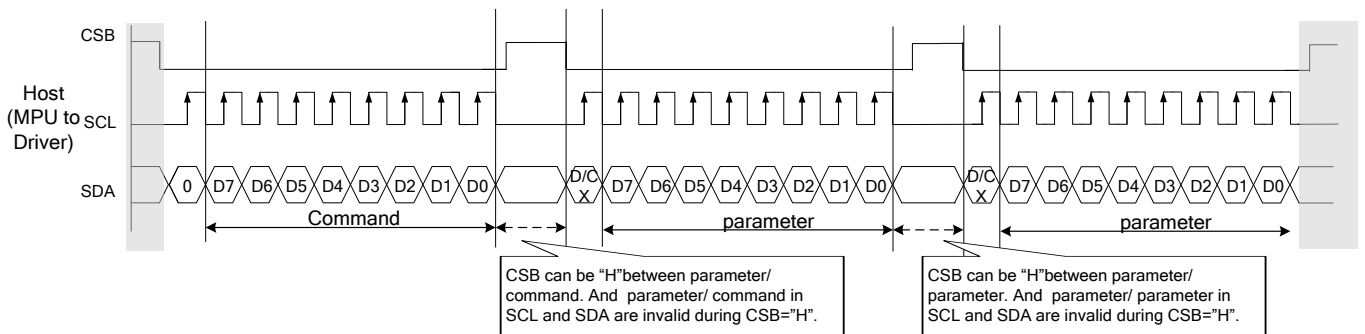 CSB
Host
(MPU to
Driver)
SCL
SDA
0 D7 D6 D5 D4 D3 D2 D1 D0 D/C X D7 D6 D5 D4 D3 D2 D1 D0 D/C X D7 D6 D5 D4 D3 D2 D1 D0
Command parameter parameter
CSB can be “H”between parameter/
command. And parameter/ command in
SCL and SDA are invalid during CSB=”H”.
CSB can be “H”between parameter/
parameter. And parameter/ parameter in
SCL and SDA are invalid during CSB=”H”.